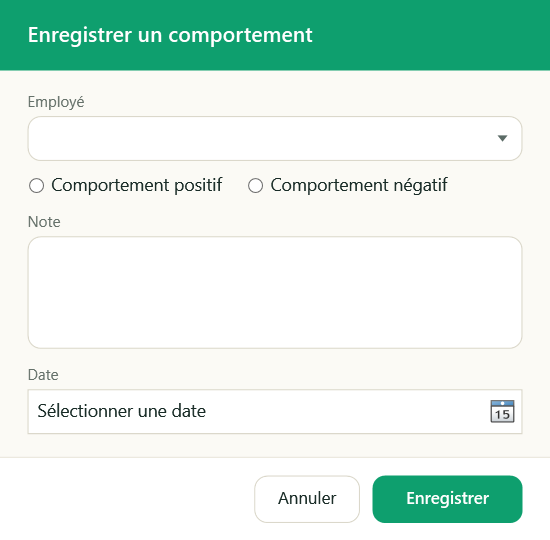 Enregistrer un comportement
Employé
Comportement positif Comportement négatif
Note
Date
Sélectionner une date
15
Annuler Enregistrer